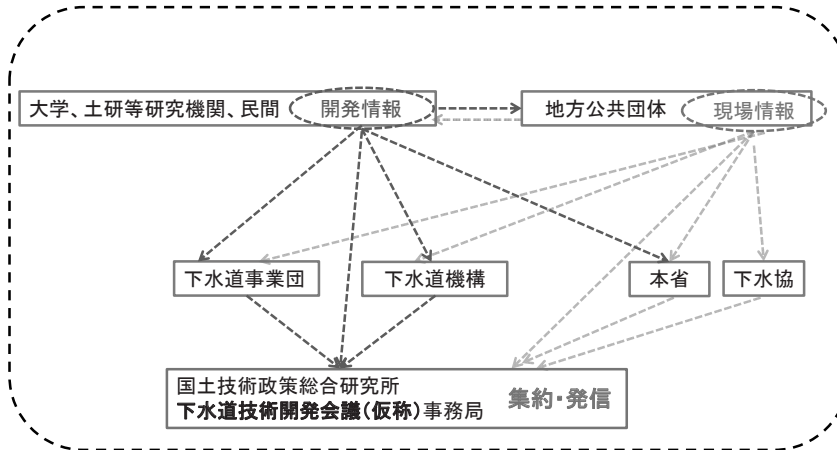 大学、土研等研究機関、民間 開発情報
地方公共団体 現場情報
下水道事業団
下水道機構
本省
下水協
国土技術政策総合研究所
下水道技術開発会議(仮称)事務局
集約・発信